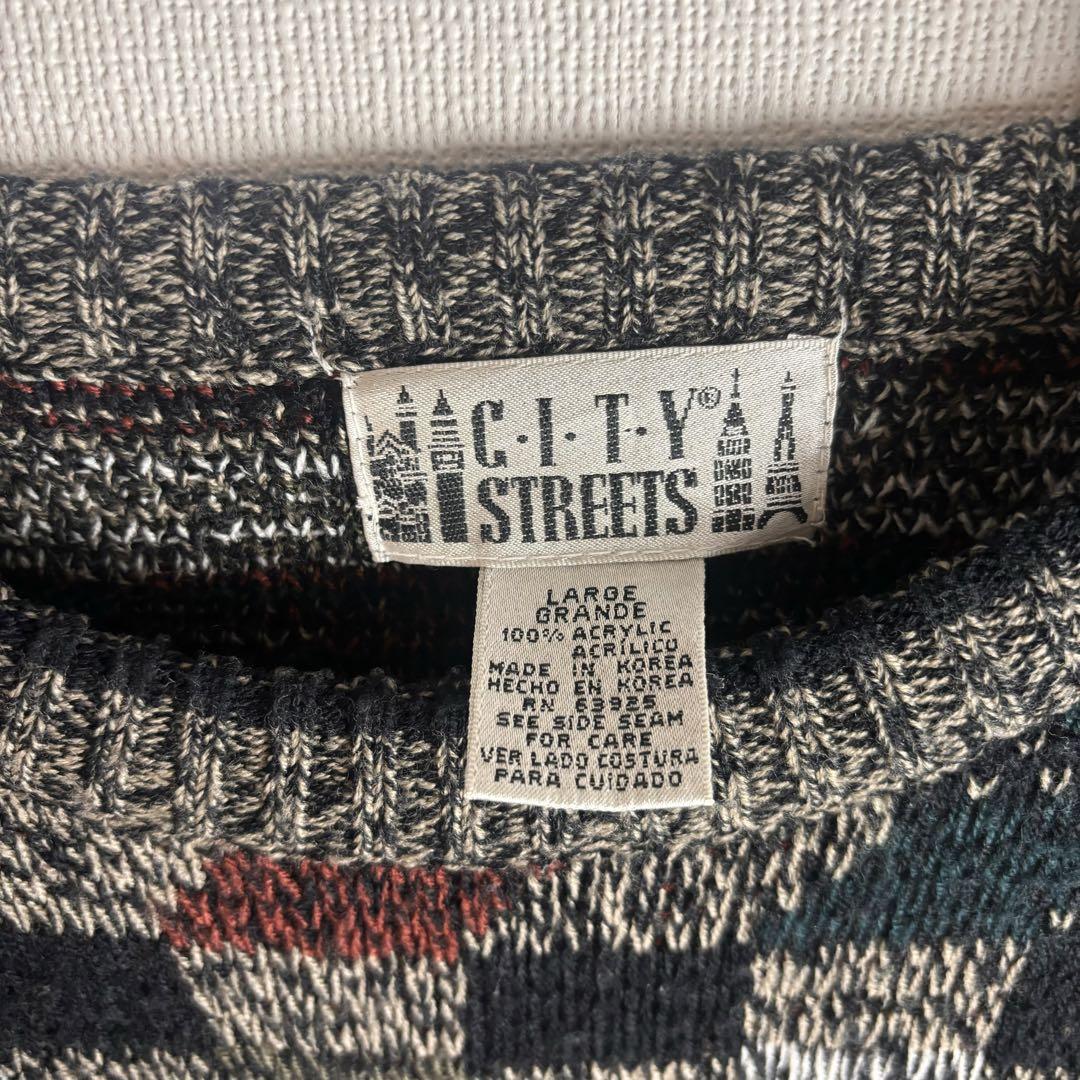 C·I·T·Y®
STREETS
LARGE
GRANDE
100% ACRYLIC
ACRILICO
MADE IN KOREA
HECHO EN KOREA
RN 63925
SEE SIDE SEAM
FOR CARE
VER LADO COSTURA
PARA CUIDADO